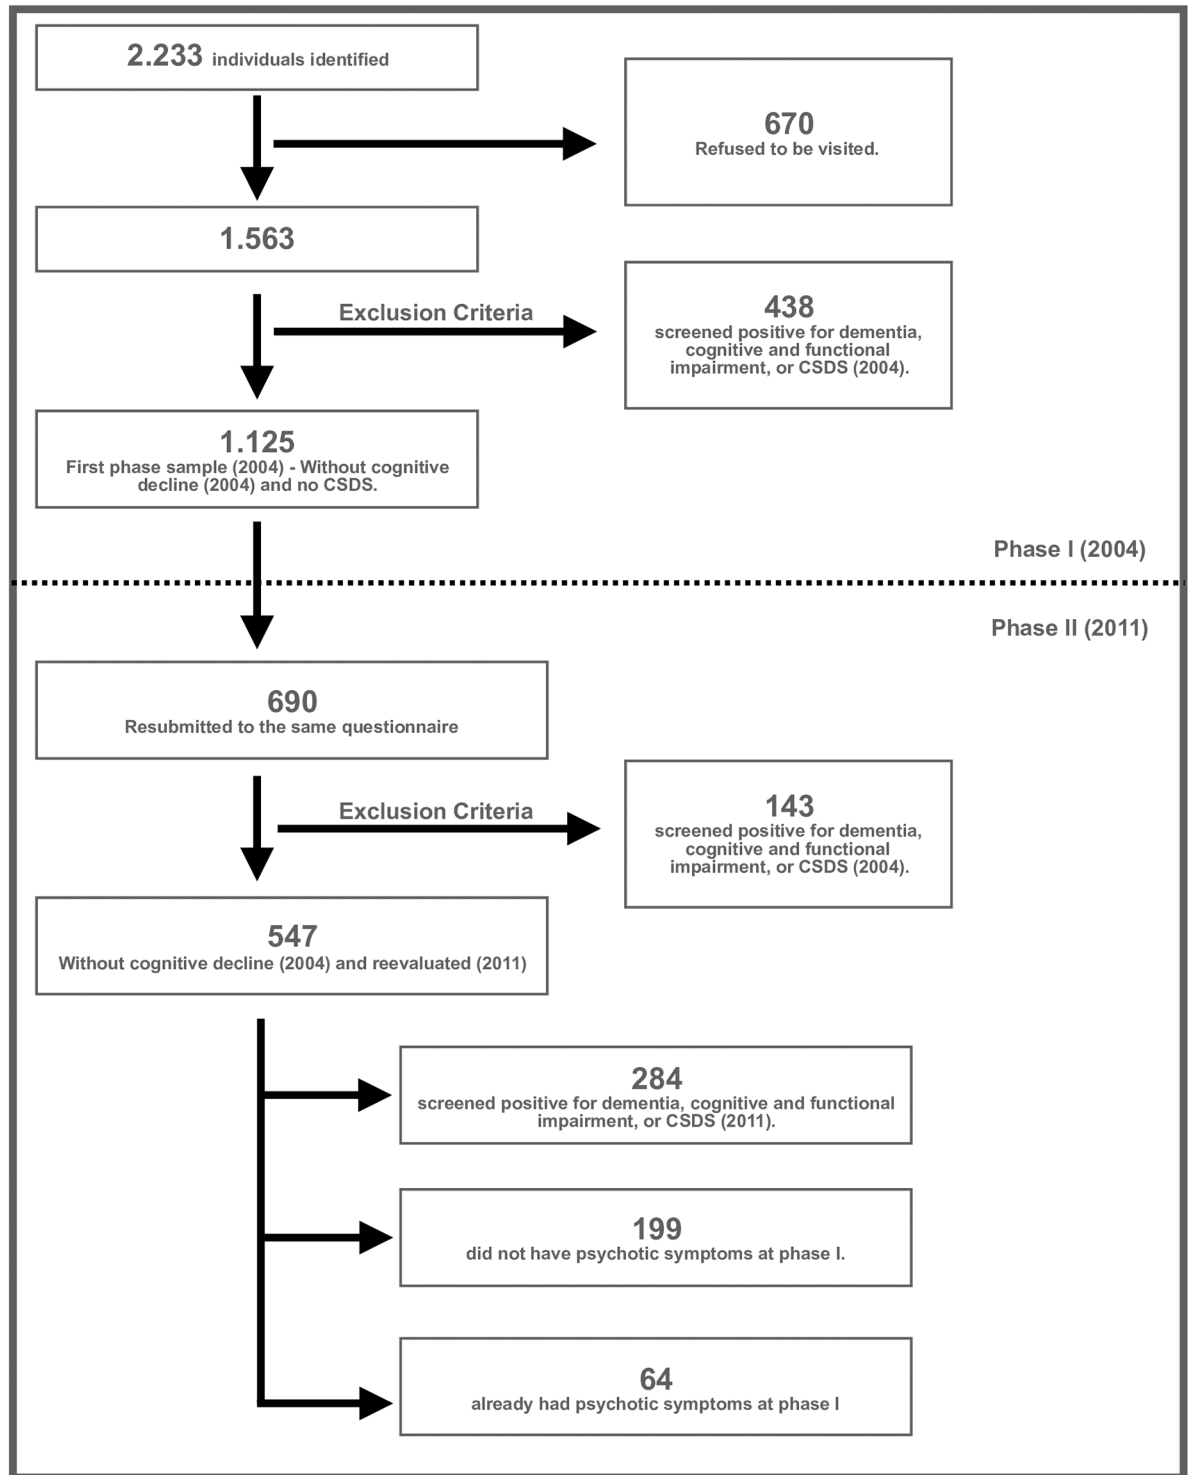 2.233 individuals identified
670
Refused to be visited.
1.563
Exclusion Criteria
438
screened positive for dementia,
cognitive and functional
impairment, or CSDS (2004).
1.125
First phase sample (2004) - Without cognitive
decline (2004) and no CSDS.
Phase I (2004)
Phase II (2011)
690
Resubmitted to the same questionnaire
Exclusion Criteria
143
screened positive for dementia,
cognitive and functional
impairment, or CSDS (2004).
547
Without cognitive decline (2004) and reevaluated (2011)
284
screened positive for dementia, cognitive and functional
impairment, or CSDS (2011).
199
did not have psychotic symptoms at phase I.
64
already had psychotic symptoms at phase I